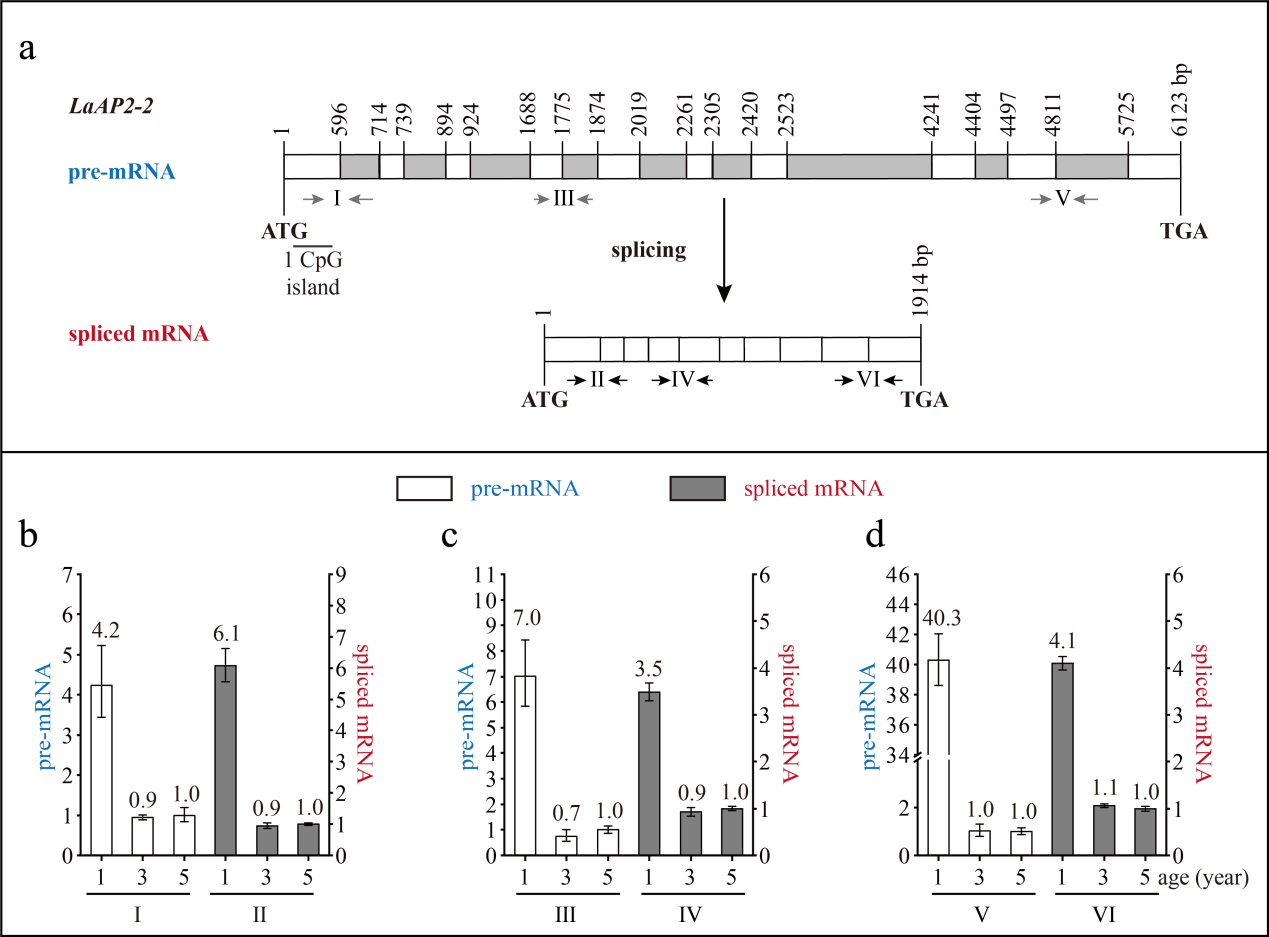 a
LaAP2-2
1 596 714 739 894 924 1688 1775 1874 2019 2261 2305 2420 2523 4241 4404 4497 4811 5725 6123 bp
pre-mRNA
I III V
ATG TGA
1 CpG
island
splicing
1 1914 bp
spliced mRNA
II IV VI
ATG TGA
pre-mRNA spliced mRNA
b
pre-mRNA
7
6
5
4
3
2
1
0
4.2 0.9 1.0 6.1 0.9 1.0
9
8
7
6
5
4
3
2
1
0
spliced mRNA
1 3 5 1 3 5
I II
c
pre-mRNA
11
10
9
8
7
6
5
4
3
2
1
0
7.0 0.7 1.0 3.5 0.9 1.0
6
5
4
3
2
1
0
spliced mRNA
1 3 5 1 3 5
III IV
d
pre-mRNA
46
44
42
40
38
36
34
2
0
40.3 1.0 1.0 4.1 1.1 1.0
6
5
4
3
2
1
0
spliced mRNA
1 3 5 1 3 5 age (year)
V VI